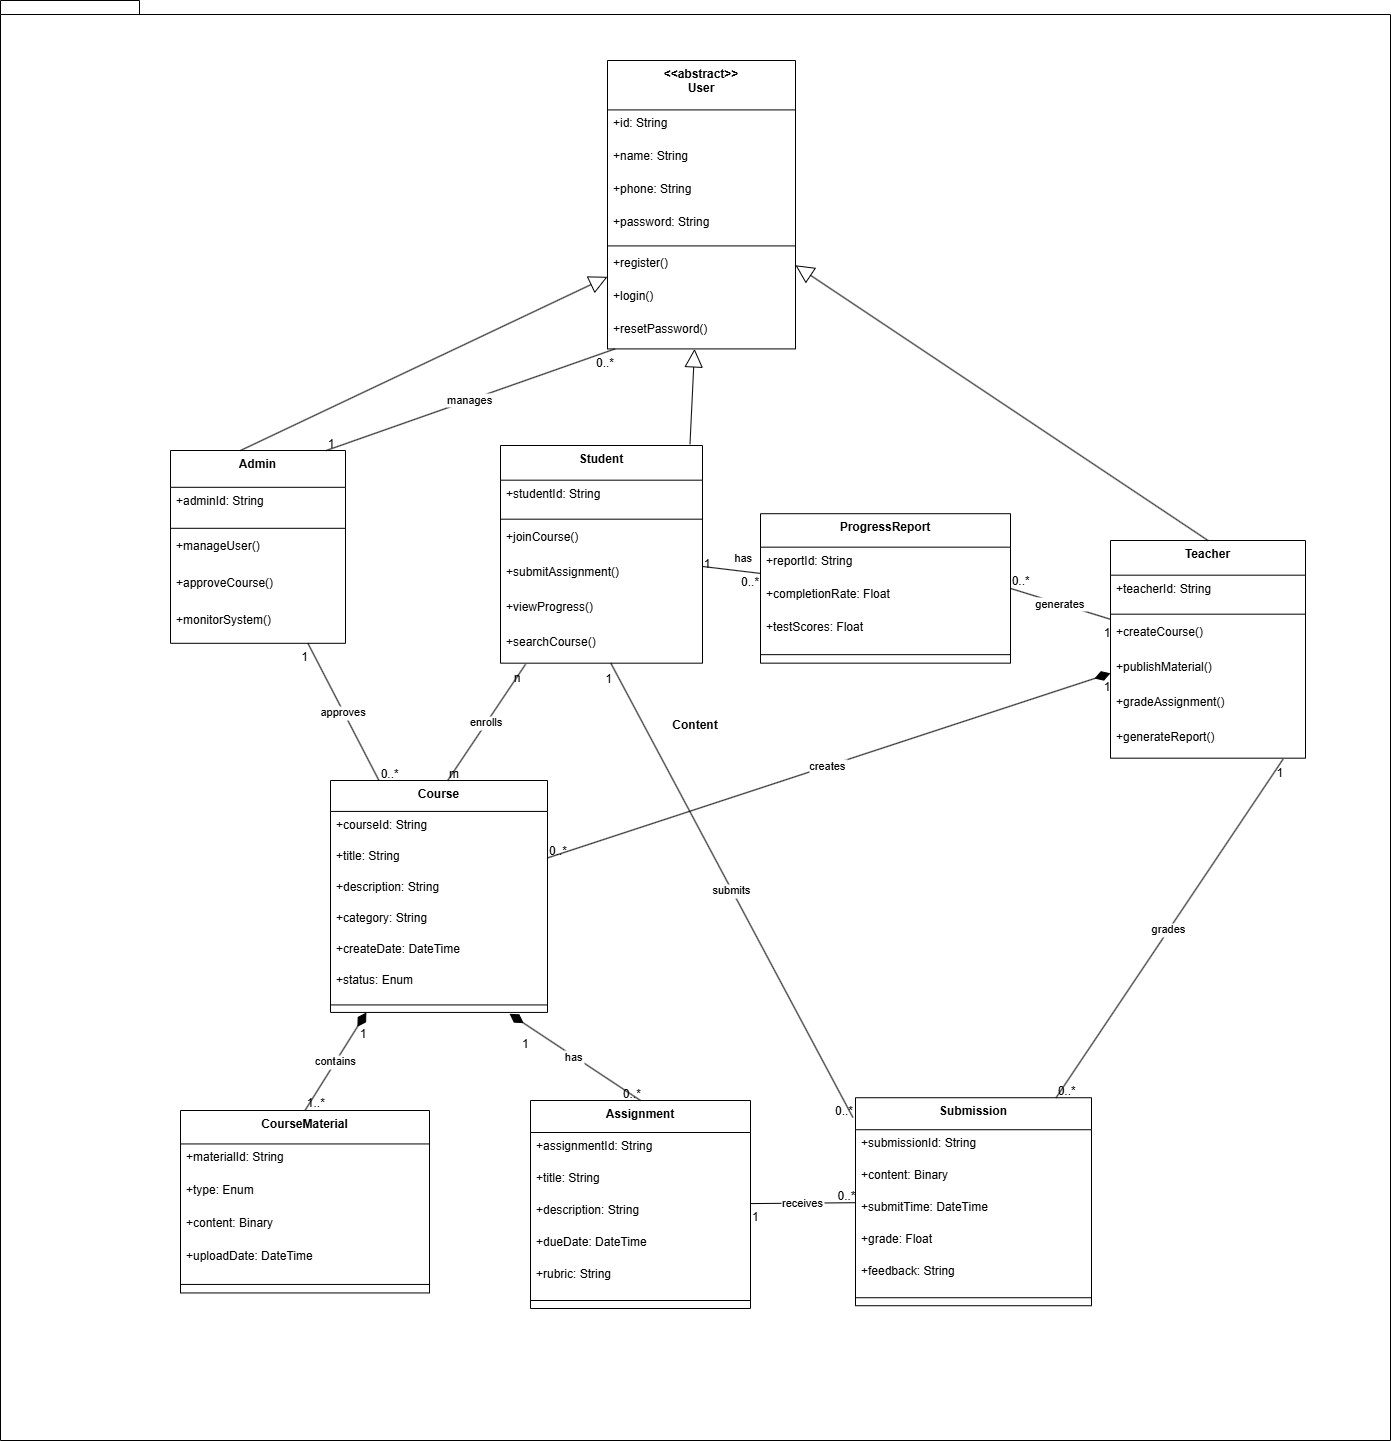 <<abstract>>
User
+id: String
+name: String
+phone: String
+password: String
+register()
+login()
+resetPassword()
0..*
manages
1
Admin
+adminId: String
+manageUser()
+approveCourse()
+monitorSystem()
Student
+studentId: String
+joinCourse()
+submitAssignment()
+viewProgress()
+searchCourse()
1
has
0..*
ProgressReport
+reportId: String
+completionRate: Float
+testScores: Float
0..*
generates
1
Teacher
+teacherId: String
+createCourse()
+publishMaterial()
+gradeAssignment()
+generateReport()
1
1
approves
0..*
n
enrolls
m
1
Content
creates
0..*
1
submits
grades
Course
+courseId: String
+title: String
+description: String
+category: String
+createDate: DateTime
+status: Enum
1
contains
1..*
1
has
0..*
0..*
0..*
CourseMaterial
+materialId: String
+type: Enum
+content: Binary
+uploadDate: DateTime
Assignment
+assignmentId: String
+title: String
+description: String
+dueDate: DateTime
+rubric: String
1
receives
0..*
Submission
+submissionId: String
+content: Binary
+submitTime: DateTime
+grade: Float
+feedback: String